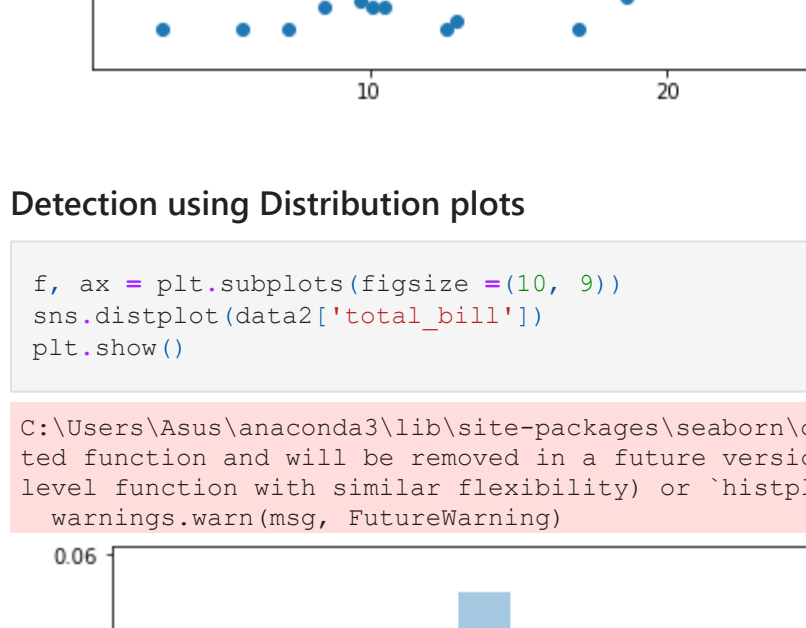 10 20
Detection using Distribution plots
f, ax = plt.subplots(figsize =(10, 9))
sns.distplot(data2['total_bill'])
plt.show()
C:\Users\Asus\anaconda3\lib\site-packages\seaborn\
ted function and will be removed in a future versi
level function with similar flexibility) or `histp
warnings.warn(msg, FutureWarning)
0.06